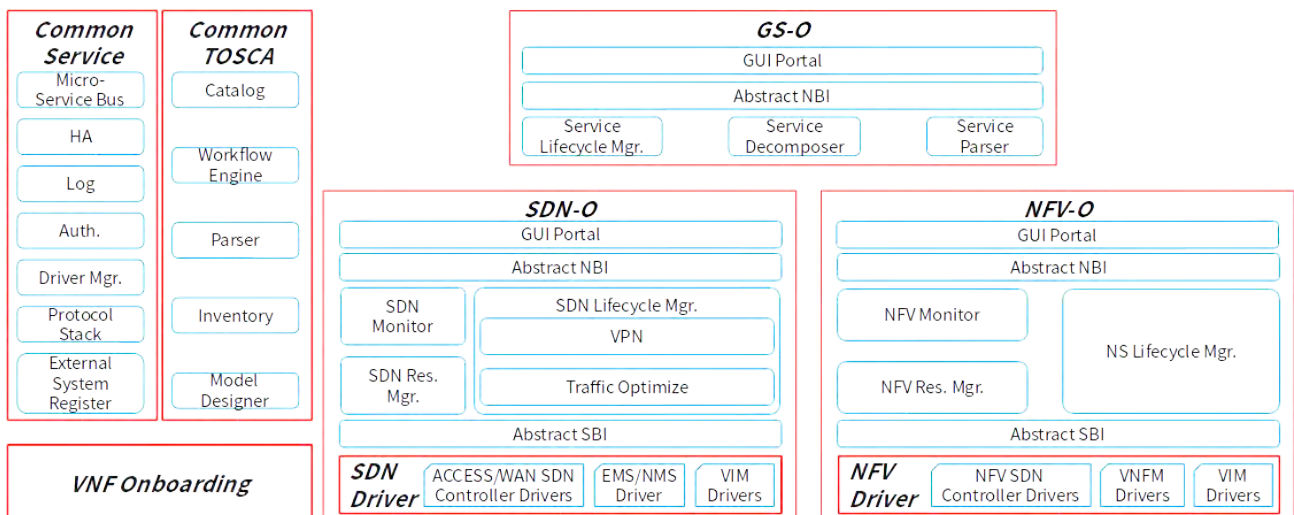 Common
Service
Micro-
Service Bus
HA
Log
Auth.
Driver Mgr.
Protocol
Stack
External
System
Register
Common
TOSCA
Catalog
Workflow
Engine
Parser
Inventory
Model
Designer
VNF Onboarding
GS-O
GUI Portal
Abstract NBI
Service
Lifecycle Mgr.
Service
Decomposer
Service
Parser
SDN-O
GUI Portal
Abstract NBI
SDN
Monitor
SDN Res.
Mgr.
SDN Lifecycle Mgr.
VPN
Traffic Optimize
Abstract SBI
SDN
Driver
ACCESS/WAN SDN
Controller Drivers
EMS/NMS
Driver
VIM
Drivers
NFV-O
GUI Portal
Abstract NBI
NFV Monitor
NFV Res. Mgr.
NS Lifecycle Mgr.
Abstract SBI
NFV
Driver
NFV SDN
Controller Drivers
VNFM
Drivers
VIM
Drivers